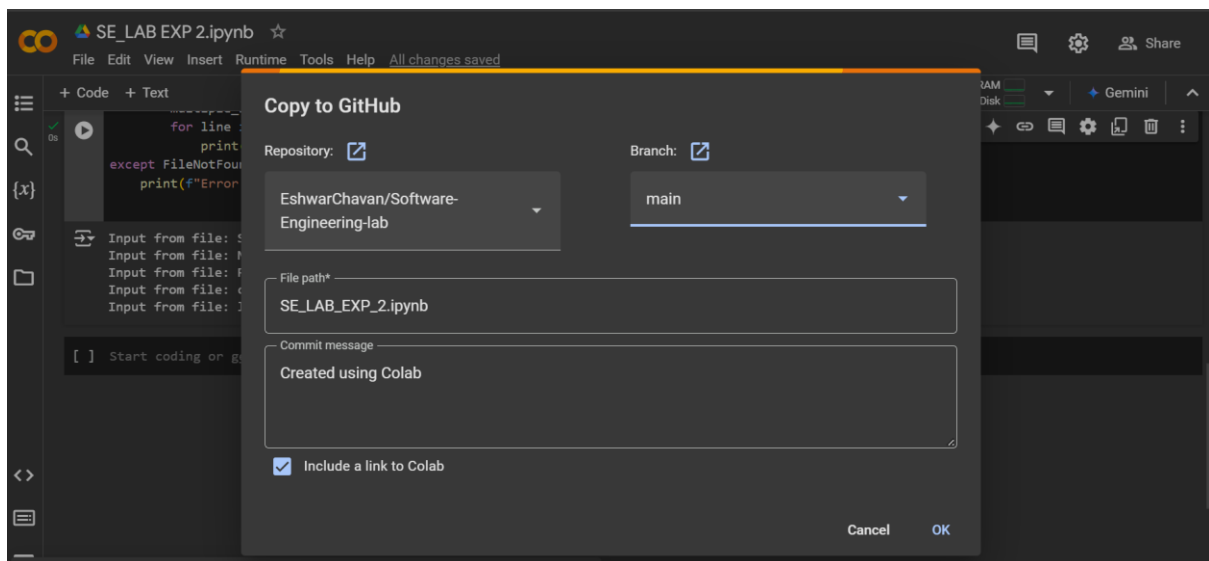 SE_LAB EXP 2.ipynb
File Edit View Insert Runtime Tools Help All changes saved
Share
+ Code + Text
RAM
Disk
Gemini
Copy to GitHub
Repository:
Branch:
EshwarChavan/Software-
Engineering-lab
main
0s
for line
print
except
print(f"Error
{x}
Input from file:
Input from file:
Input from file:
Input from file:
Input from file:
File path*
SE_LAB_EXP_2.ipynb
[ ] Start coding or
Commit message
Created using Colab
Include a link to Colab
<>
Cancel OK